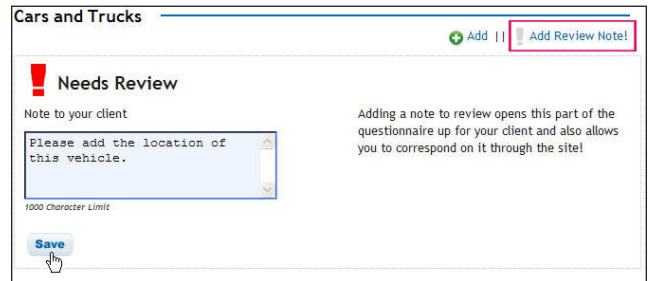 Cars and Trucks
Add || Add Review Note!
Needs Review
Note to your client
Please add the location of
this vehicle.
1000 Character Limit
Save
Adding a note to review opens this part of the
questionnaire up for your client and also allows
you to correspond on it through the site!